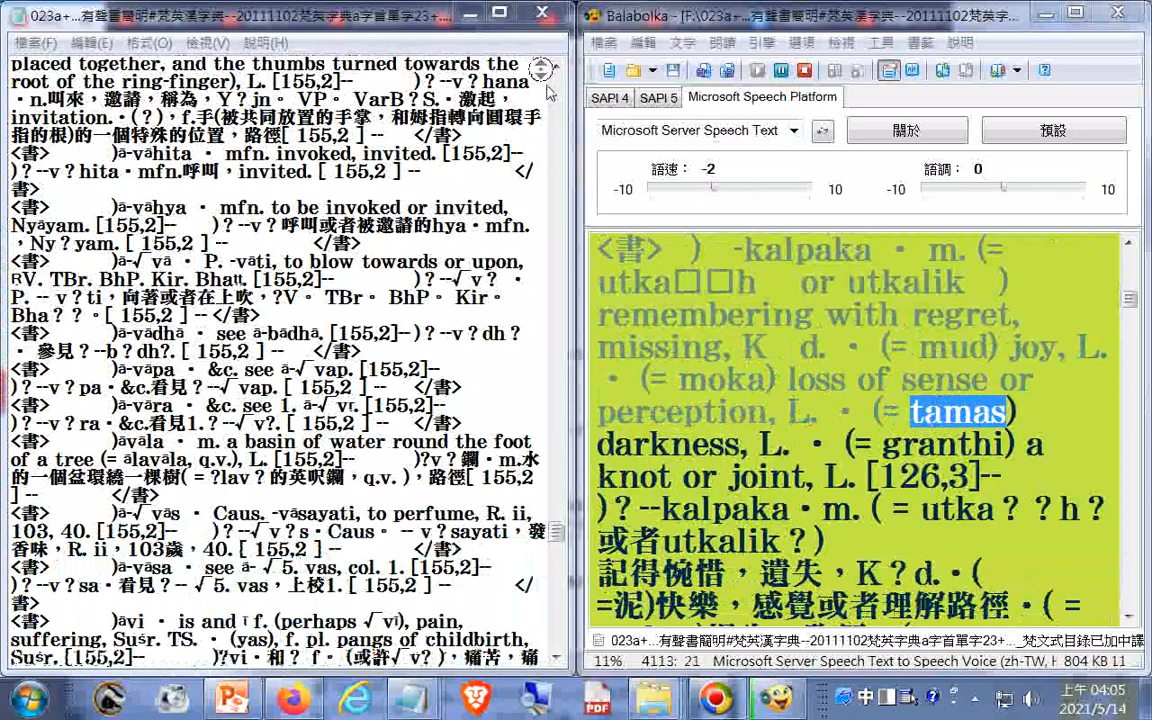 023a+...有聲書簡明#梵英漢字典--20111102梵英字典a字首單字23+...
檔案(F) 編輯(E) 格式(O) 檢視(V) 說明(H)
placed together, and the thumbs turned towards the
root of the ring-finger), L. [155,2]-- )? --v? hana
·n.叫來，邀請，稱為，Y? jn。 VP。 VarB? S.·激起，
invitation.·(?)，f.手(被共同放置的手掌，和姆指轉向圓環手
指的根)的一個特殊的位置，路徑[ 155,2 ] -- </書>
<書> )ā-vāhita · mfn. invoked, invited. [155,2]--
)? --v? hita·mfn.呼叫，invited. [ 155,2 ] -- </
書>
<書> )ā-vāhya · mfn. to be invoked or invited,
Nyāyam. [155,2]-- )? --v?呼叫或者被邀請的hya·mfn.
，Ny? yam. [ 155,2 ] -- </書>
<書> )ā-√vā · P. -vāti, to blow towards or upon,
RV. TBr. BhP. Kir. Bhaṭṭ. [155,2]-- )? --√ v? ·
P. -- v? ti，向著或者在上吹，?V。 TBr。 BhP。 Kir。
Bha? ?。[ 155,2 ] -- </書>
<書> )ā-vādhā · see ā-bādhā. [155,2]-- )? --v? dh?
· 參見? --b? dh?. [ 155,2 ] -- </書>
<書> )ā-vāpa · &c. see ā-√vap. [155,2]--
)? --v? pa·&c.看見? --√ vap. [ 155,2 ] -- </書>
<書> )ā-vāra · &c. see 1. ā-√vṛ. [155,2]--
)? --v? ra·&c.看見1.? --√ v?. [ 155,2 ] -- </書>
<書> )āvāla · m. a basin of water round the foot
of a tree (= ālavāla, q.v.), L. [155,2]-- )?v? 鑭·m.水
的一個盆環繞一棵樹( = ?lav? 的英呎鑭，q.v.)，路徑[ 155,2
] -- </書>
<書> )ā-√vās · Caus. -vāsayati, to perfume, R. ii,
103, 40. [155,2]-- )? --√ v? s·Caus。 -- v? sayati，發
香味，R. ii，103歲，40. [ 155,2 ] -- </書>
<書> )ā-vāsa · see ā- √5. vas, col. 1. [155,2]--
)? --v? sa·看見? -- √ 5. vas，上校1. [ 155,2 ] -- </
書>
<書> )āvi · is and ī f. (perhaps √vī), pain,
suffering, Suśr. TS. · (yas), f. pl. pangs of childbirth,
Suśr. [155,2]-- )?vi·和? f·(或許√ v? )，痛苦，痛
Balabolka - [F:\023a+...有聲書簡明#梵英漢字典--20111102梵英字...
檔案 編輯 文字 朗讀 引擎 選項 檢視 工具 書籤 說明
SAPI 4 SAPI 5 Microsoft Speech Platform
Microsoft Server Speech Text 關於 預設
語速： -2 語調： 0
-10 10 -10 10
<書> ) -kalpaka · m. (=
utka□□h or utkalik )
remembering with regret,
missing, K d. · (= mud) joy, L.
· (= moka) loss of sense or
perception, L. · (= tamas)
darkness, L. · (= granthi) a
knot or joint, L. [126,3]--
)? --kalpaka·m. ( = utka? ?h?
或者utkalik?)
記得惋惜，遺失，K?d.·(
=泥)快樂，感覺或者理解路徑·( =
023a+...有聲書簡明#梵英漢字典--20111102梵英字典a字首單字23+..._梵文式目錄已加中譯
11% 4113: 21 Microsoft Server Speech Text to Speech Voice (zh-TW, H 804 KB 11
中
上午 04:05
2021/5/14